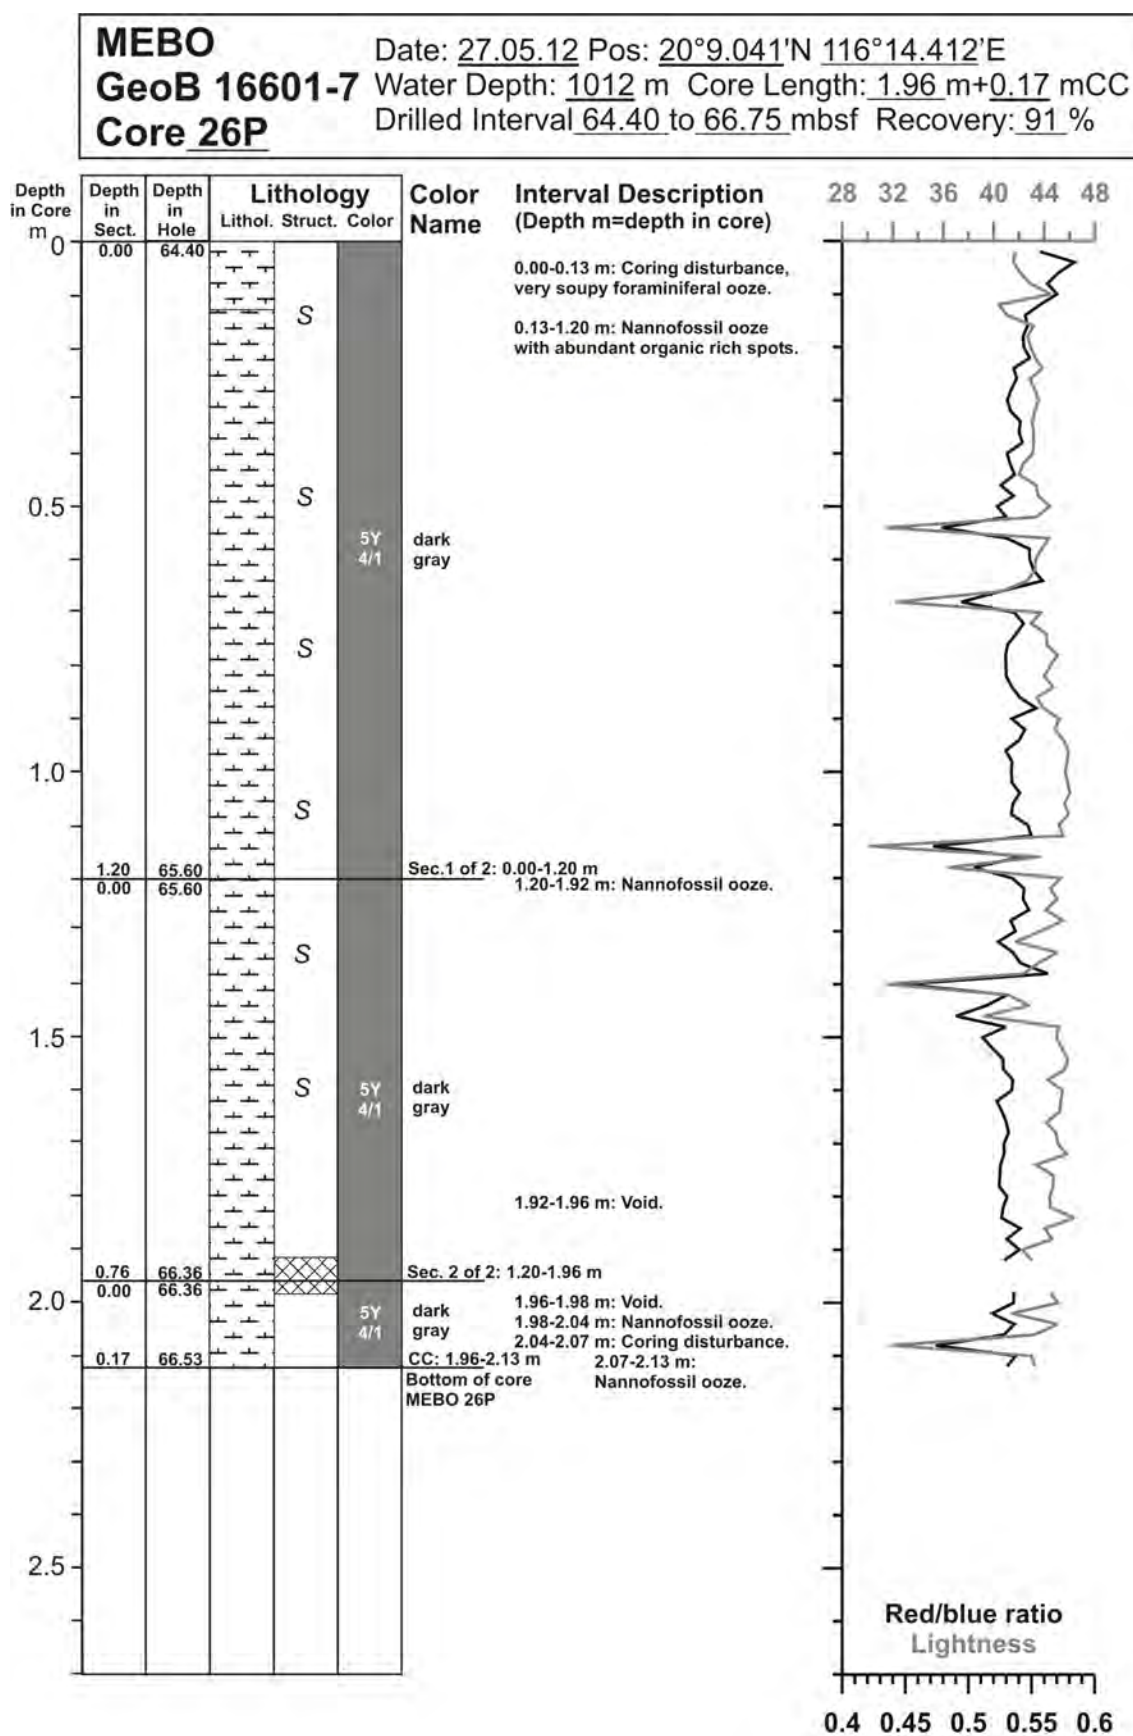 MEBO
GeoB 16601-7
Core 26P
Date: 27.05.12 Pos: 20°9.041'N 116°14.412'E
Water Depth: 1012 m Core Length: 1.96 m+0.17 mCC
Drilled Interval 64.40 to 66.75 mbsf Recovery: 91 %
Depth
in Core
m
Depth
in
Sect.
Depth
in
Hole
Lithology
Lithol. Struct. Color
Color
Name
Interval Description
(Depth m=depth in core)
28 32 36 40 44 48
0
0.00 64.40
0.00-0.13 m: Coring disturbance,
very soupy foraminiferal ooze.
S
0.13-1.20 m: Nannofossil ooze
with abundant organic rich spots.
S
0.5
5Y
4/1
dark
gray
S
1.0
S
1.20 65.60
Sec.1 of 2: 0.00-1.20 m
0.00 65.60
1.20-1.92 m: Nannofossil ooze.
S
1.5
S
5Y
4/1
dark
gray
1.92-1.96 m: Void.
0.76 66.36
Sec. 2 of 2: 1.20-1.96 m
0.00 66.36
2.0
1.96-1.98 m: Void.
5Y
4/1
dark
gray
1.98-2.04 m: Nannofossil ooze.
2.04-2.07 m: Coring disturbance.
0.17 66.53
CC: 1.96-2.13 m
2.07-2.13 m:
Nannofossil ooze.
Bottom of core
MEBO 26P
2.5
Red/blue ratio
Lightness
0.4 0.45 0.5 0.55 0.6